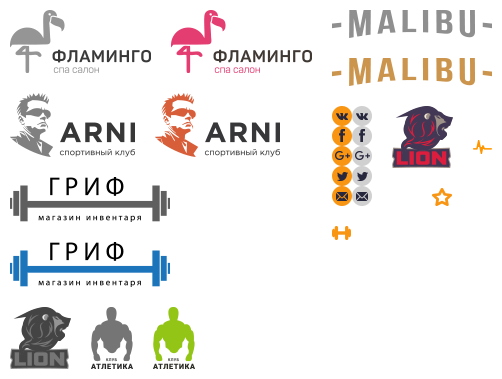 ФЛАМИНГО
спа салон
ФЛАМИНГО
спа салон
-MALIBU-
-MALIBU-
ARNI
спортивный клуб
ARNI
спортивный клуб
G+ G+
LION
ГРИФ
магазин инвентаря
ГРИФ
магазин инвентаря
LION
КЛУБ
АТЛЕТИКА
КЛУБ
АТЛЕТИКА